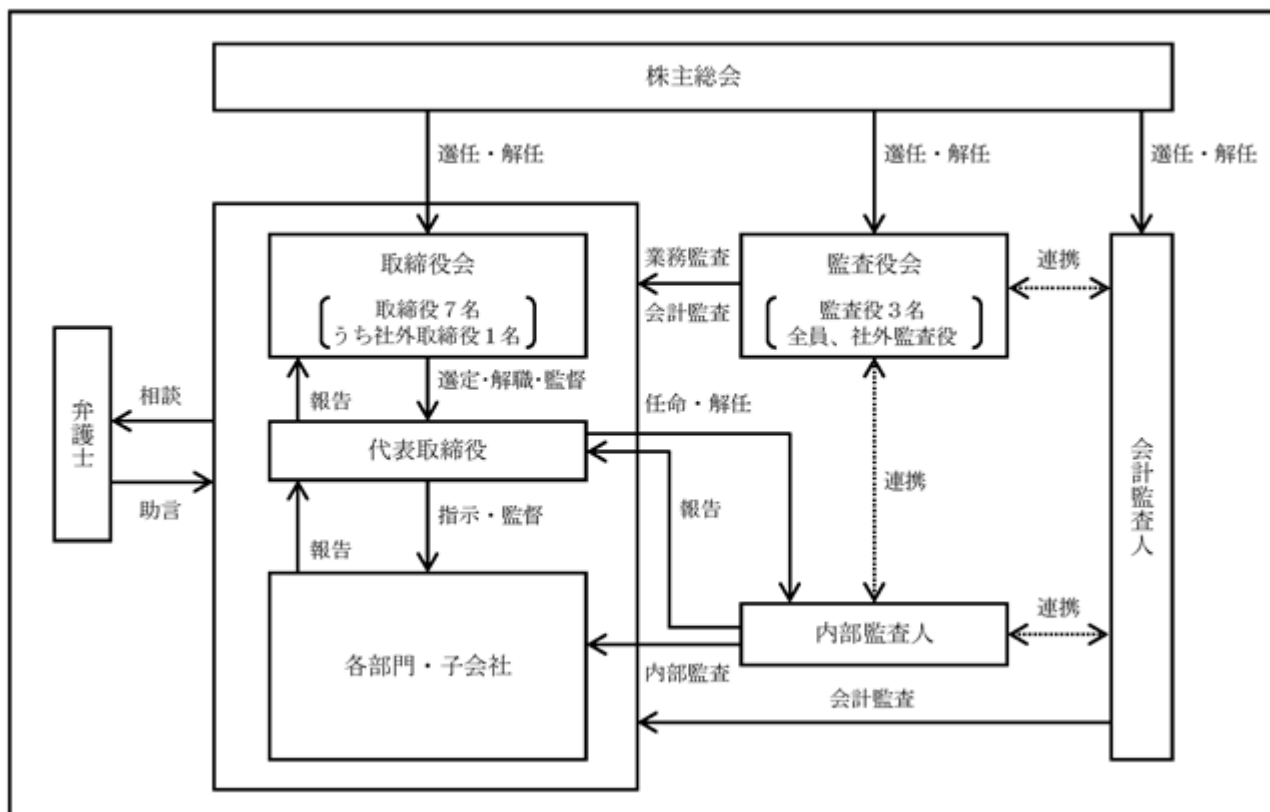 株主総会
選任・解任
選任・解任
選任・解任
取締役会
取締役7名
うち社外取締役1名
業務監査
会計監査
監査役会
監査役3名
全員、社外監査役
連携
選定・解職・監督
報告
相談
弁護士
助言
任命・解任
代表取締役
連携
報告
指示・監督
報告
会計監査人
各部門・子会社
内部監査人
連携
内部監査
会計監査